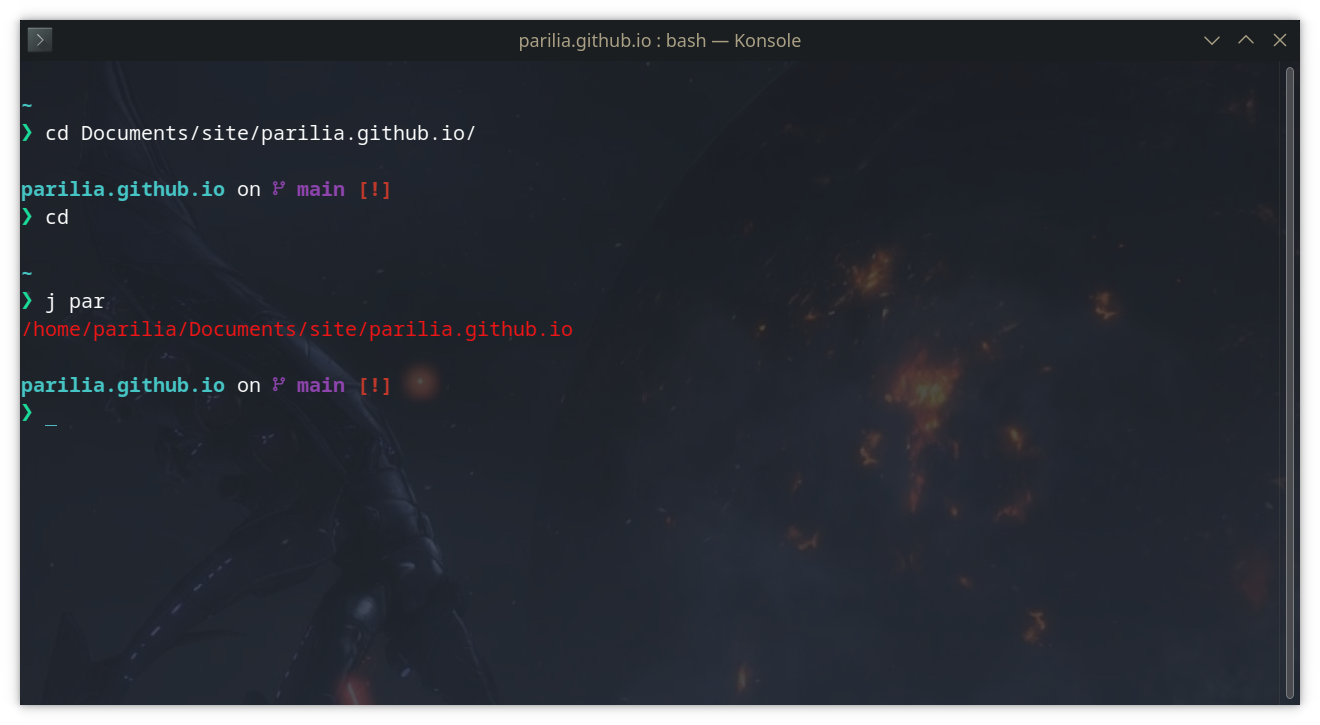 parilia.github.io : bash — Konsole
~
❯ cd Documents/site/parilia.github.io/
parilia.github.io on  main [!]
❯ cd
~
❯ j par
/home/parilia/Documents/site/parilia.github.io
parilia.github.io on  main [!]
❯ _